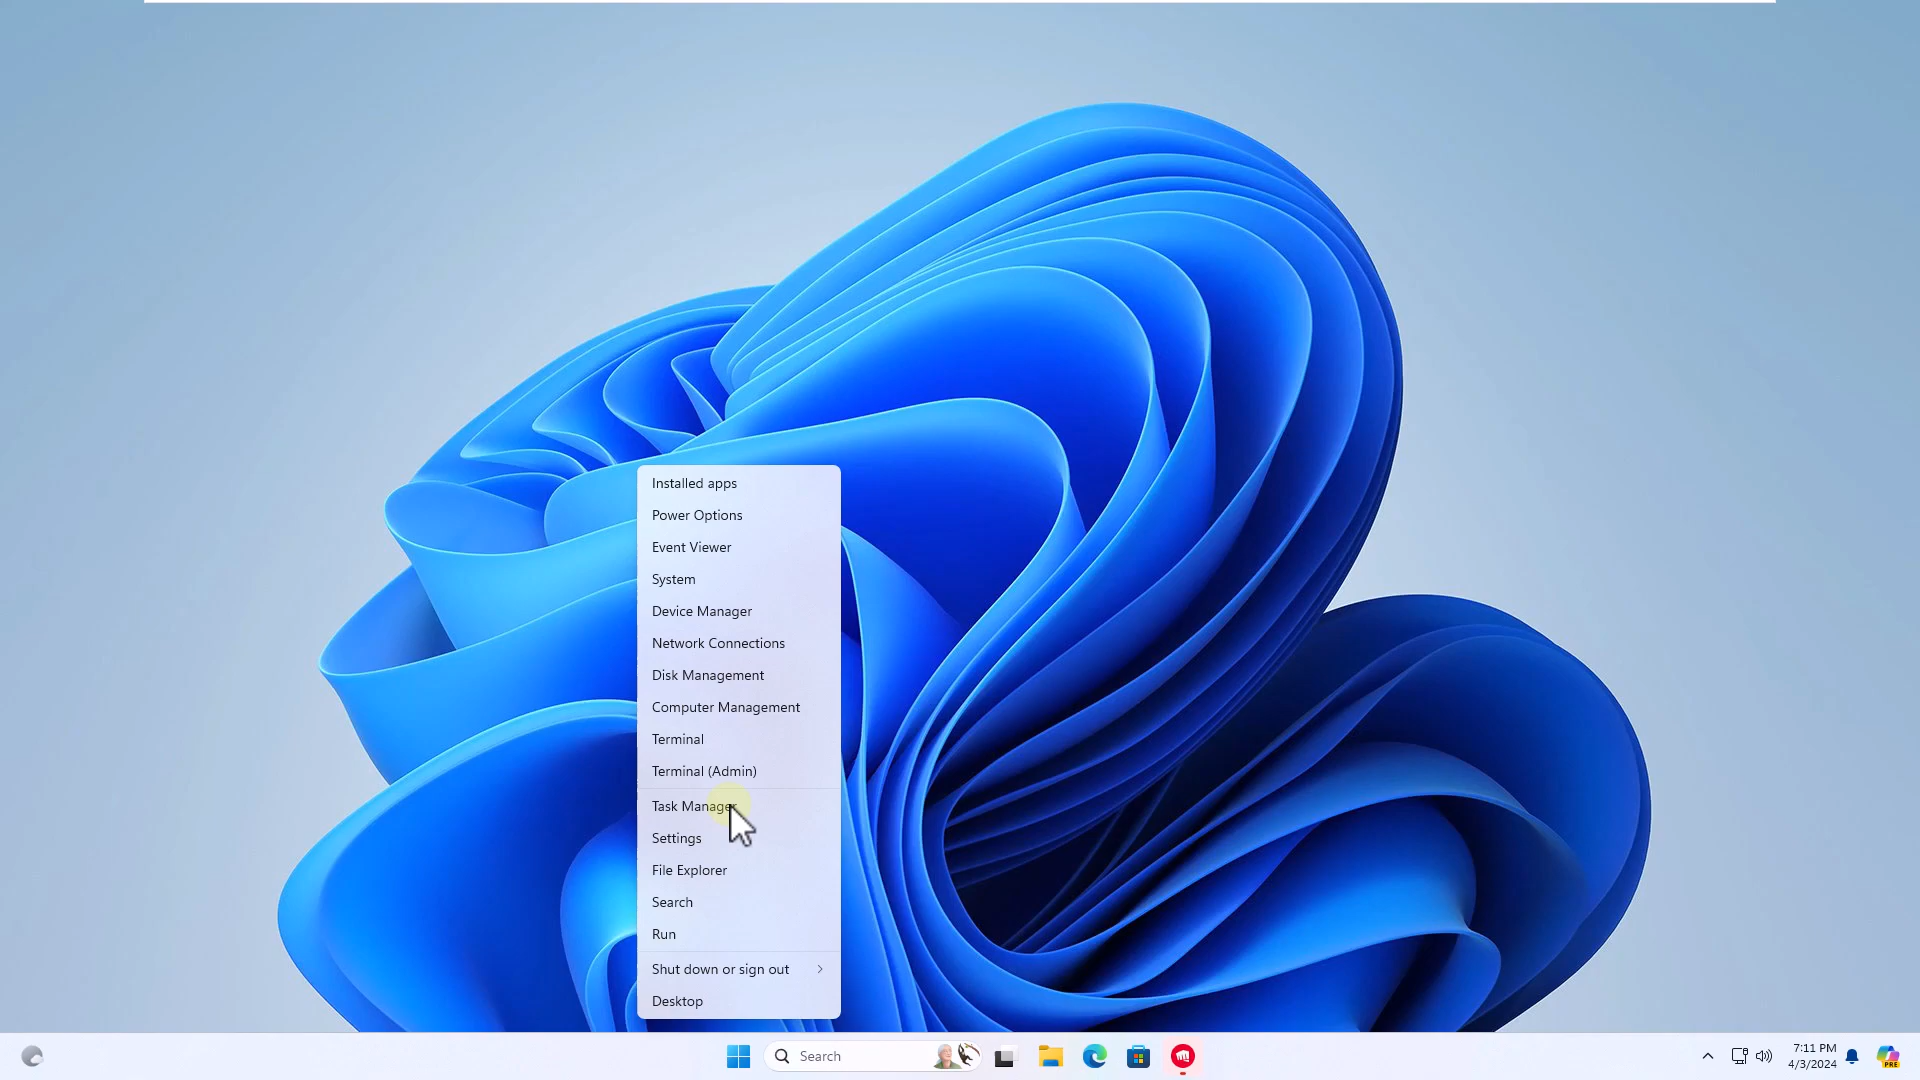 Installed apps
Power Options
Event Viewer
System
Device Manager
Network Connections
Disk Management
Computer Management
Terminal
Terminal (Admin)
Task Manager
Settings
File Explorer
Search
Run
Shut down or sign out
Desktop
Search
7:11 PM
4/3/2024
PRE